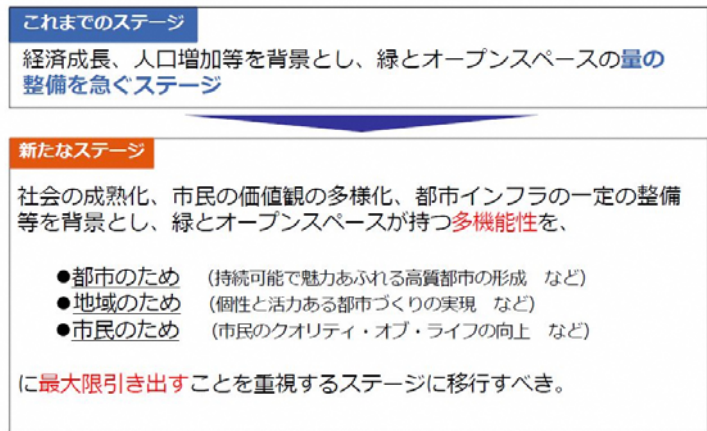 これまでのステージ
経済成長、人口増加等を背景とし、緑とオープンスペースの量の
整備を急ぐステージ
新たなステージ
社会の成熟化、市民の価値観の多様化、都市インフラの一定の整備
等を背景とし、緑とオープンスペースが持つ多機能性を、
●都市のため （持続可能で魅力あふれる高質都市の形成　など）
●地域のため （個性と活力ある都市づくりの実現　など）
●市民のため （市民のクオリティ・オブ・ライフの向上　など）
に最大限引き出すことを重視するステージに移行すべき。